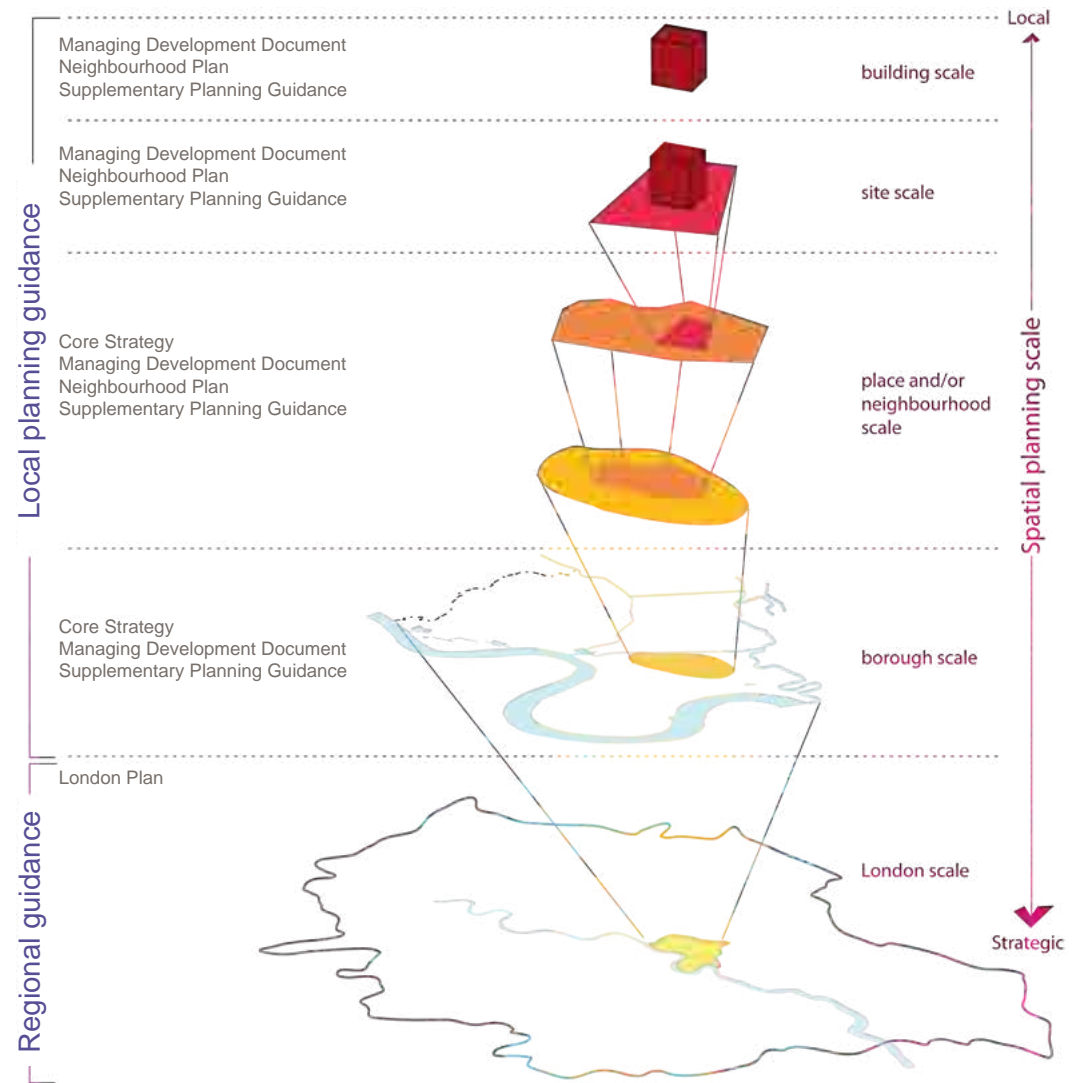 Local
Managing Development Document
Neighbourhood Plan
Supplementary Planning Guidance
building scale
Managing Development Document
Neighbourhood Plan
Supplementary Planning Guidance
site scale
Local planning guidance
Core Strategy
Managing Development Document
Neighbourhood Plan
Supplementary Planning Guidance
place and/or
neighbourhood
scale
Spatial planning scale
Core Strategy
Managing Development Document
Supplementary Planning Guidance
borough scale
London Plan
Regional guidance
London scale
Strategic